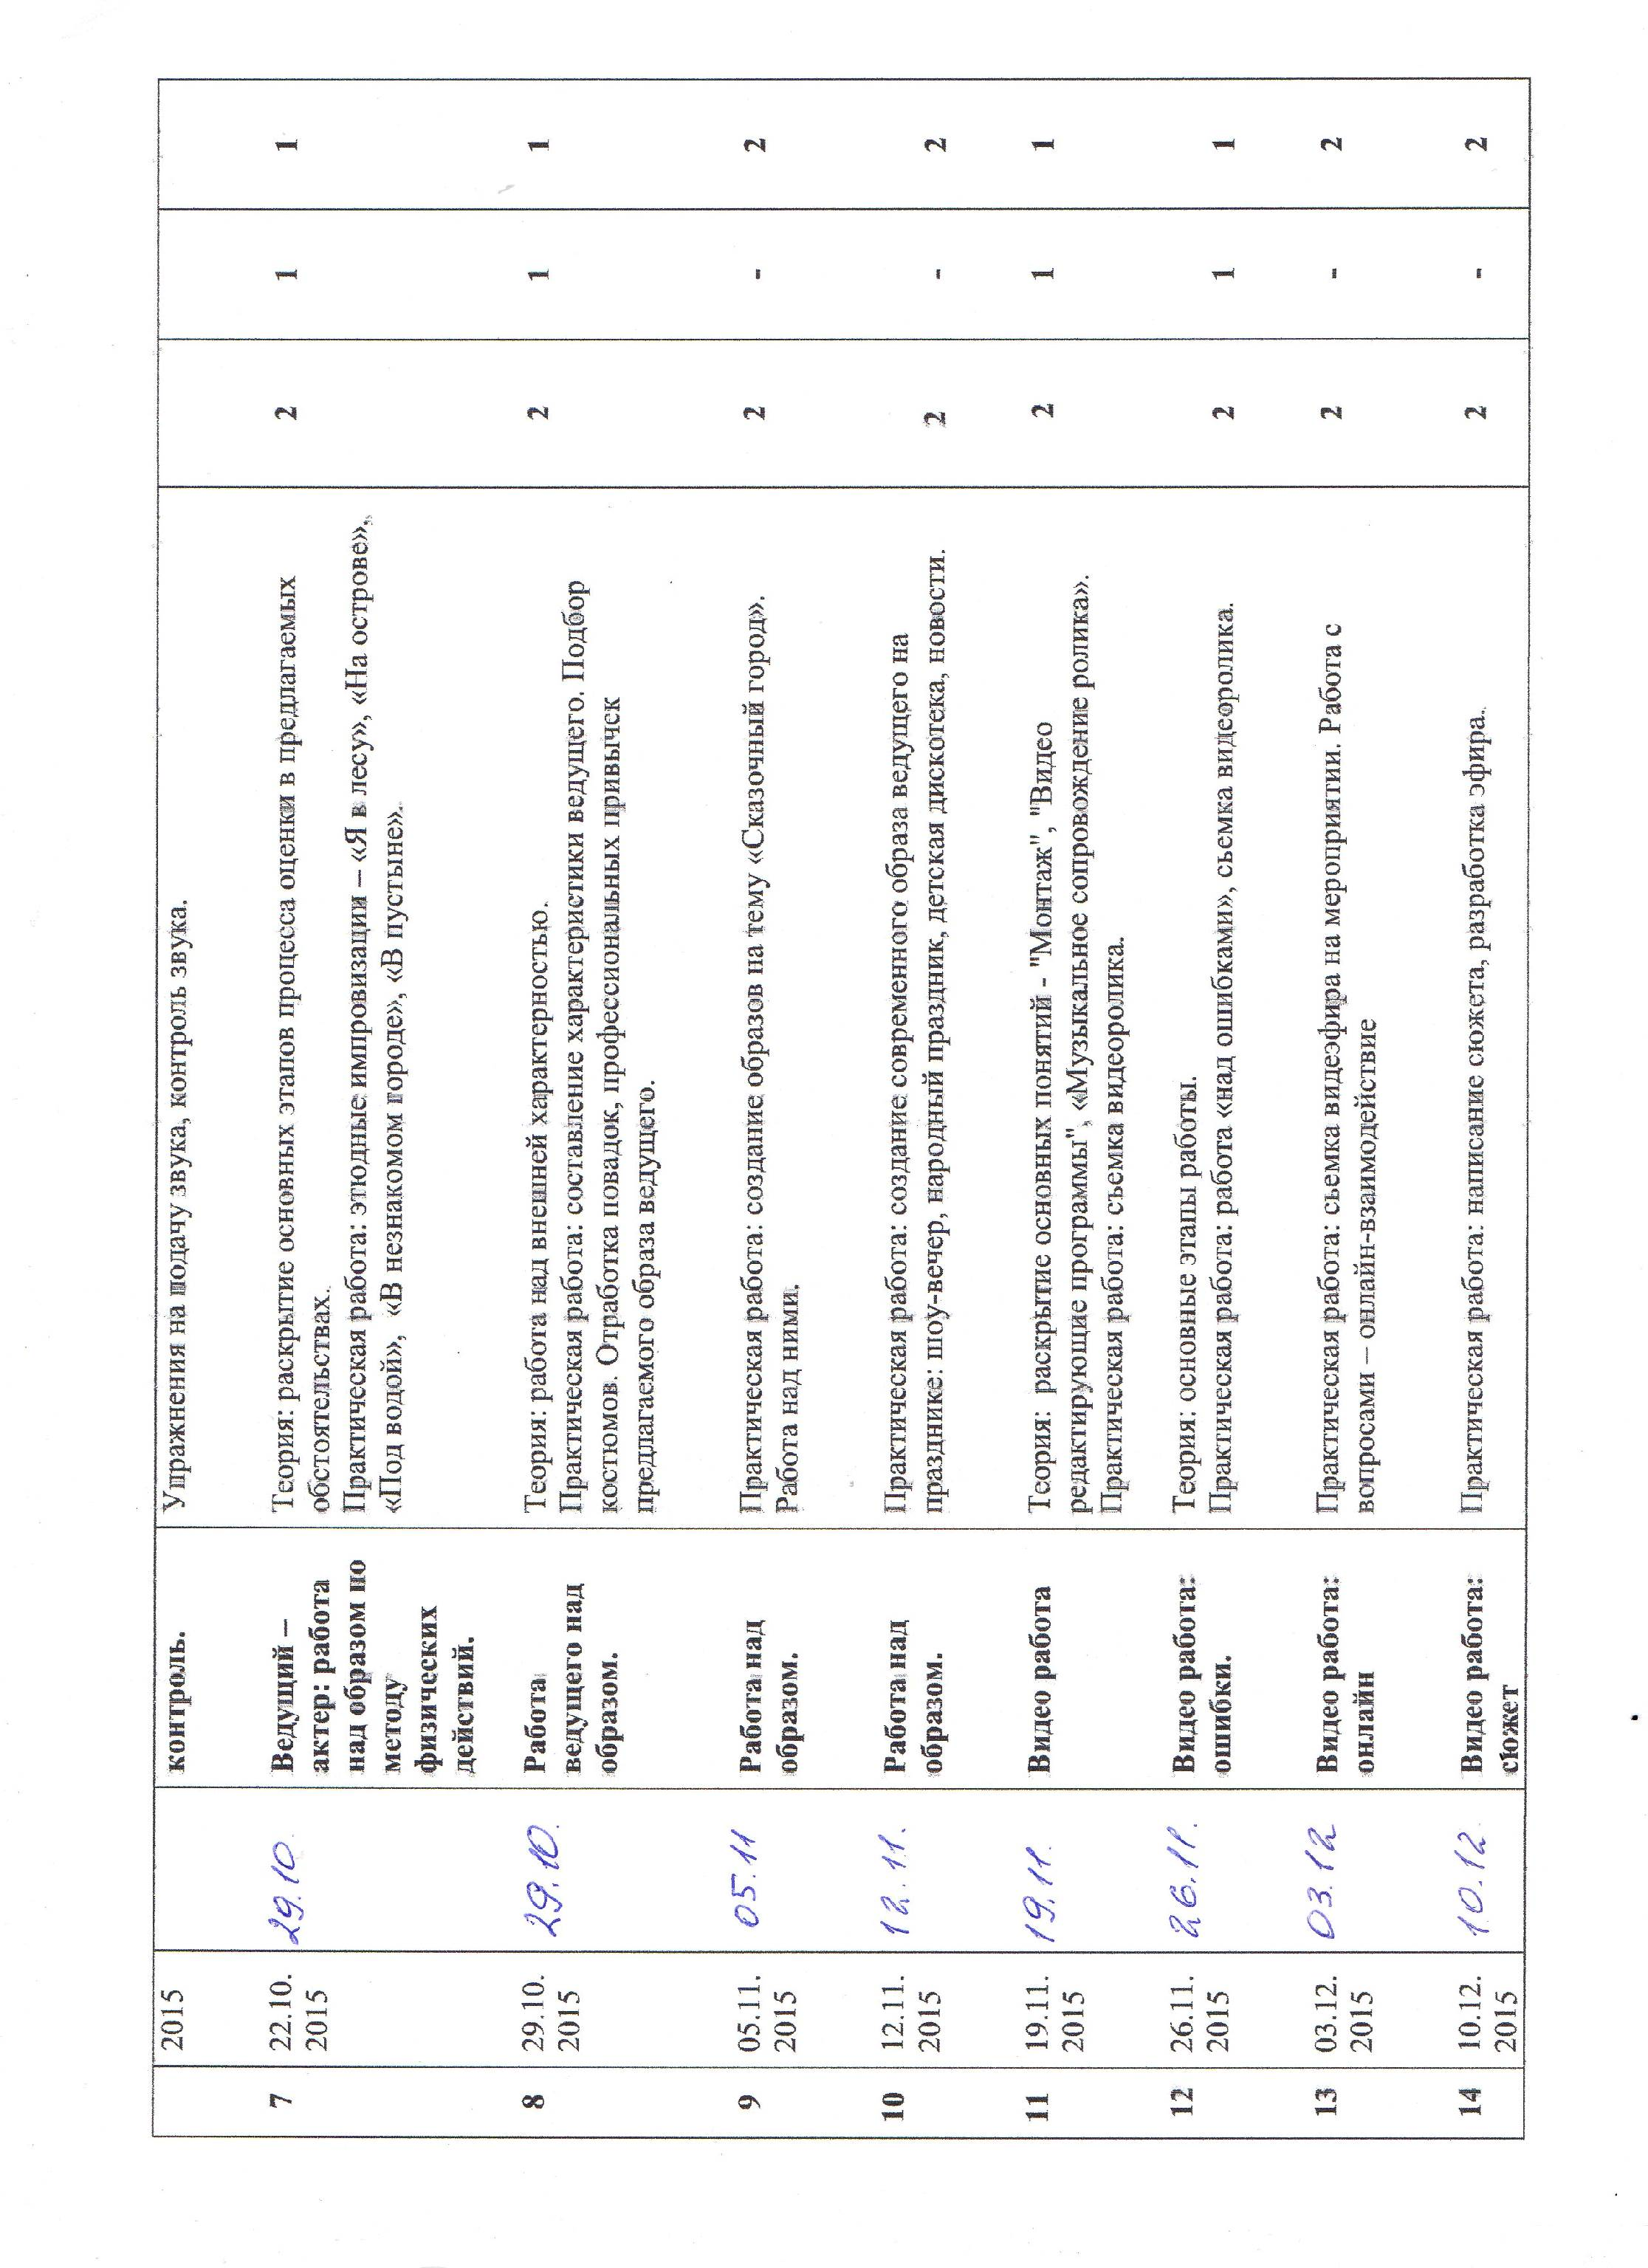 2015 контроль. Упражнения на подачу звука, контроль звука.
7 22.10. 29.10. Ведущий – Теория: раскрытие основных этапов процесса оценки в предлагаемых 2 1 1
2015 актер: работа обстоятельствах.
над образом по Практическая работа: этюдные импровизации – «Я в лесу», «На острове»,
методу «Под водой», «В незнакомом городе», «В пустыне».
физических
действий.
8 29.10. 29.10. Работа Теория: работа над внешней характерностью. 2 1 1
2015 ведущего над Практическая работа: составление характеристики ведущего. Подбор
образом. костюмов. Отработка повадок, профессиональных привычек
предлагаемого образа ведущего.
9 05.11. 05.11 Работа над Практическая работа: создание образов на тему «Сказочный город». 2 - 2
2015 образом. Работа над ними.
10 12.11. 12.11. Работа над Практическая работа: создание современного образа ведущего на
2015 образом. празднике: шоу-вечер, народный праздник, детская дискотека, новости. 2 - 2
11 19.11. 19.11. Видео работа Теория: раскрытие основных понятий - "Монтаж", "Видео 2 1 1
2015 редактирующие программы", «Музыкальное сопровождение ролика».
Практическая работа: съемка видеоролика.
12 26.11. 26.11. Видео работа: Теория: основные этапы работы.
2015 ошибки. Практическая работа: работа «над ошибками», сьемка видеоролика. 2 1 1
13 03.12. 03.12 Видео работа: Практическая работа: сьемка видеэфира на мероприятии. Работа с 2 - 2
2015 онлайн вопросами – онлайн-взаимодействие
14 10.12. 10.12. Видео работа: Практическая работа: написание сюжета, разработка эфира. 2 - 2
2015 сюжет